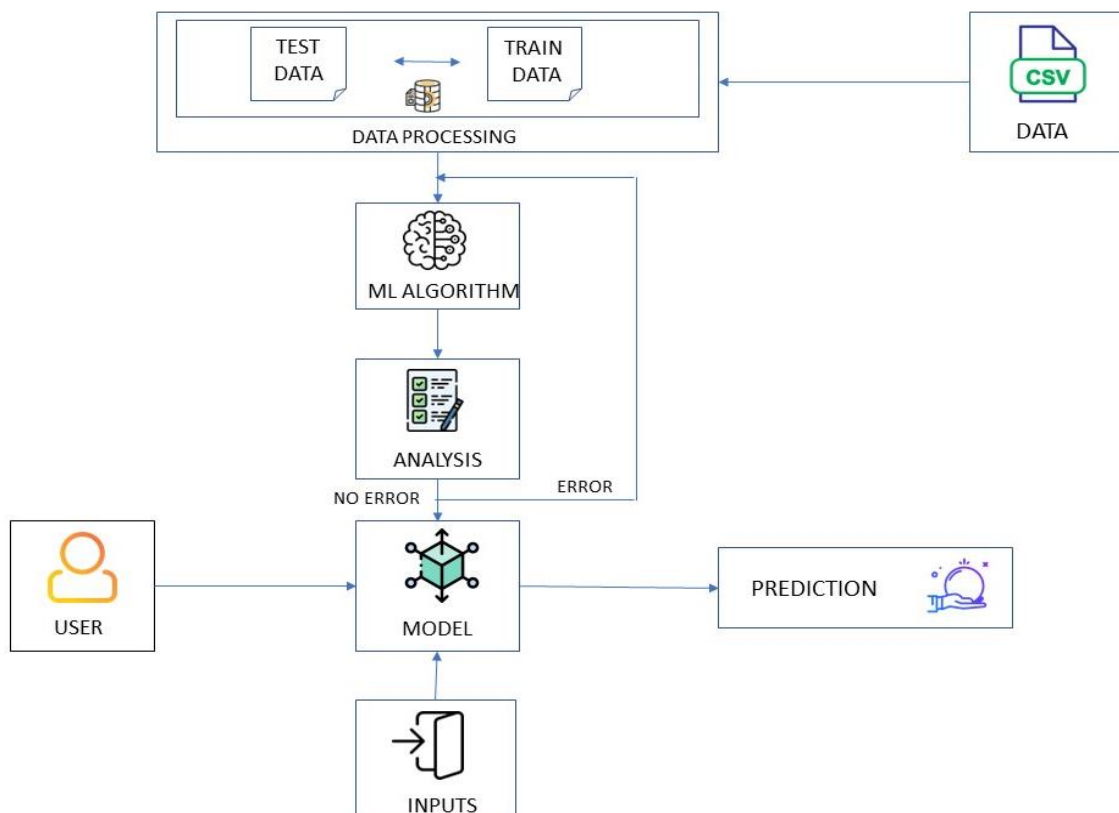 TEST
DATA
TRAIN
DATA
CSV
DATA
DATA PROCESSING
ML ALGORITHM
ANALYSIS
NO ERROR
ERROR
USER
MODEL
PREDICTION
INPUTS